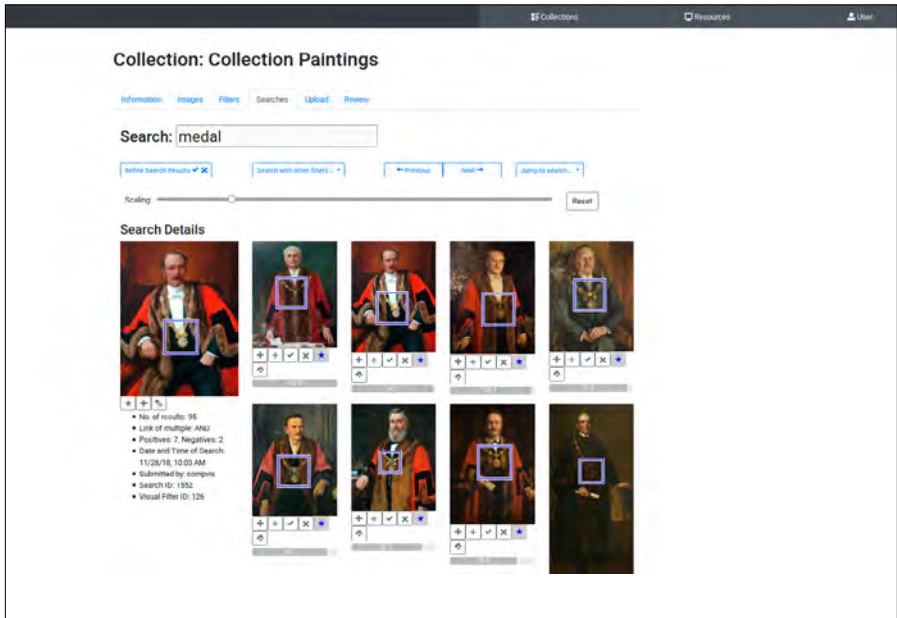 Collections Resources User
Collection: Collection Paintings
Information Images Filters Searches Upload Review
Search: medal
Refine Search Results Search with other filters... Previous Next Jump to search...
Scaling: Reset
Search Details
No. of results: 95
Link of multiple: AND
Positives: 7, Negatives: 2
Date and Time of Search:
11/28/18, 10:03 AM
Submitted by: compvis
Search ID: 1552
Visual Filter ID: 126